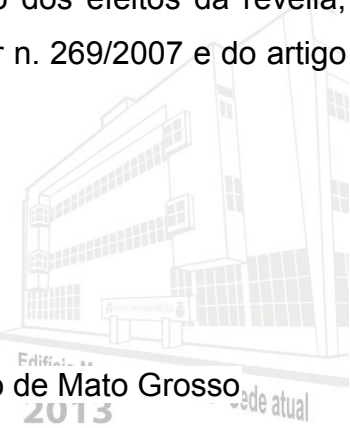 o dos efeitos da revelia,
r n. 269/2007 e do artigo
Edifício M
o de Mato Grosso
2013
Sede atual